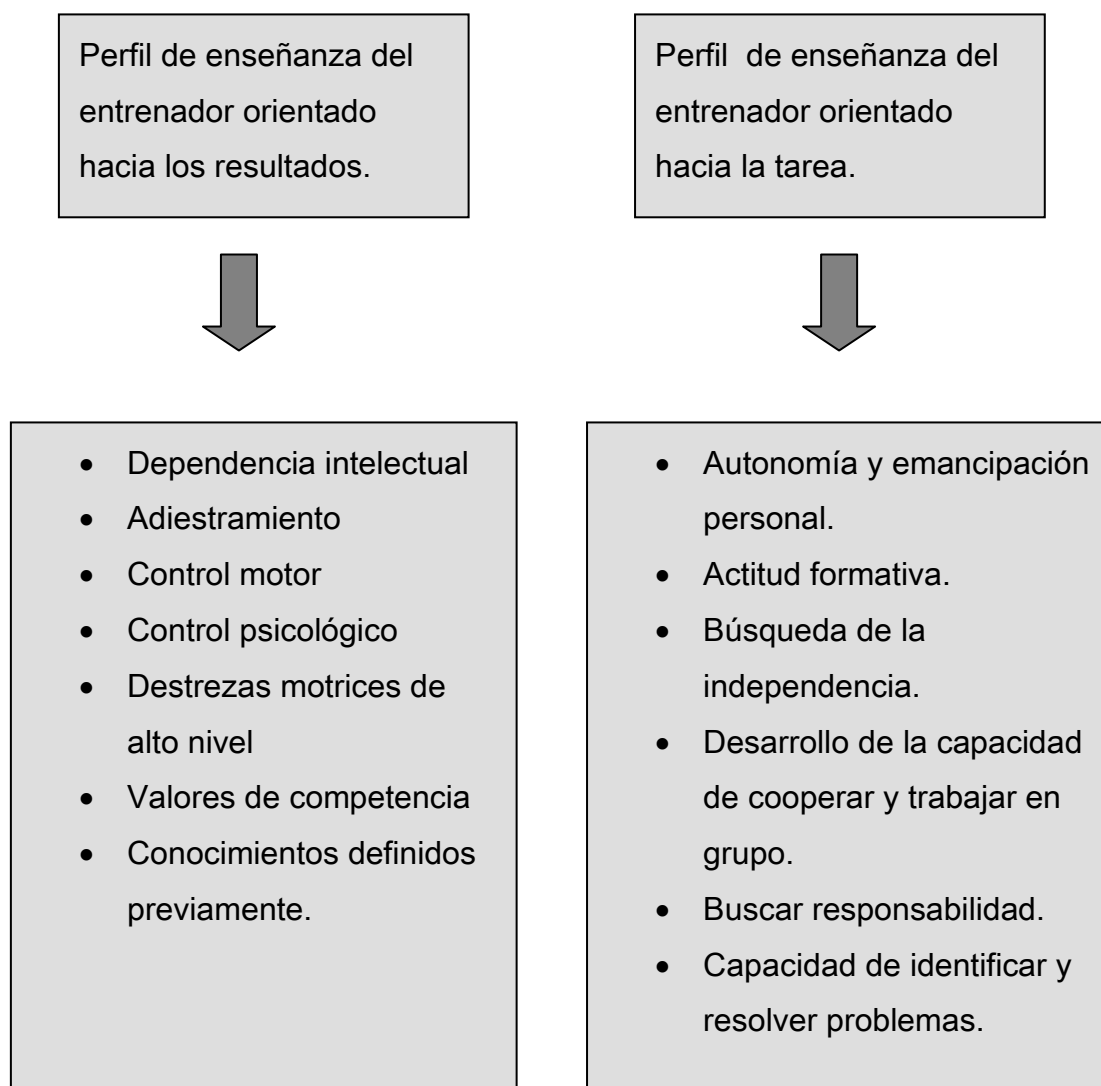 Perfil de enseñanza del
entrenador orientado
hacia los resultados.
Perfil de enseñanza del
entrenador orientado
hacia la tarea.
• Dependencia intelectual
• Adiestramiento
• Control motor
• Control psicológico
• Destrezas motrices de
alto nivel
• Valores de competencia
• Conocimientos definidos
previamente.
• Autonomía y emancipación
personal.
• Actitud formativa.
• Búsqueda de la
independencia.
• Desarrollo de la capacidad
de cooperar y trabajar en
grupo.
• Buscar responsabilidad.
• Capacidad de identificar y
resolver problemas.